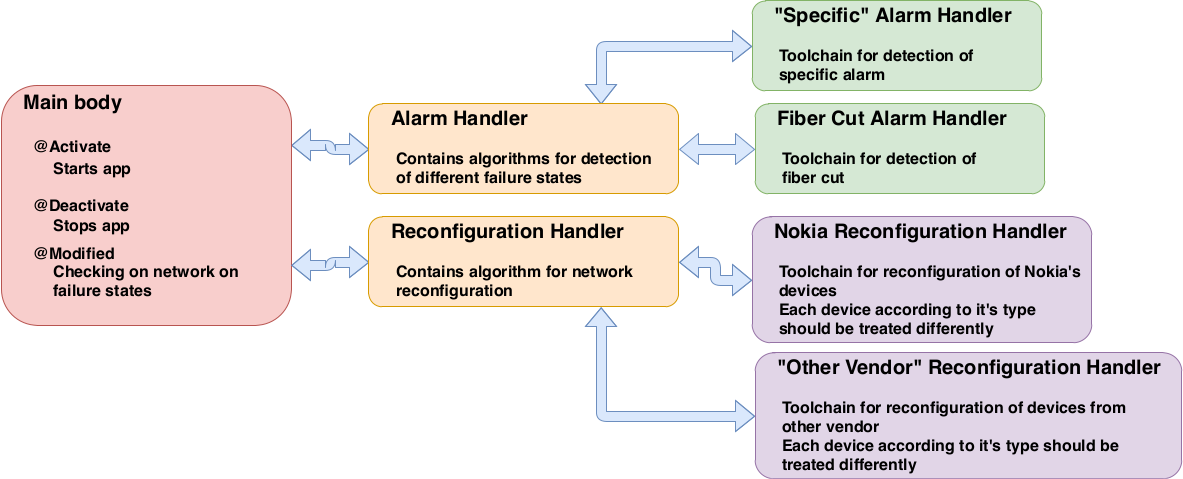 Main body
@Activate
Starts app
@Deactivate
Stops app
@Modified
Checking on network on
failure states
Alarm Handler
Contains algorithms for detection
of different failure states
Reconfiguration Handler
Contains algorithm for network
reconfiguration
"Specific" Alarm Handler
Toolchain for detection of
specific alarm
Fiber Cut Alarm Handler
Toolchain for detection of
fiber cut
Nokia Reconfiguration Handler
Toolchain for reconfiguration of Nokia's
devices
Each device according to it's type
should be treated differently
"Other Vendor" Reconfiguration Handler
Toolchain for reconfiguration of devices from
other vendor
Each device according to it's type should be
treated differently